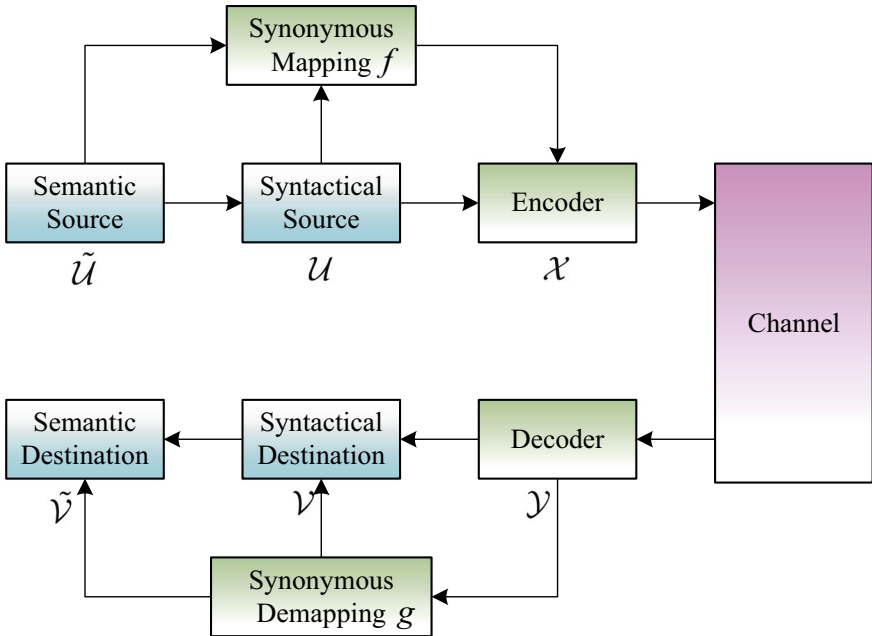 Synonymous
Mapping f
Semantic
Source
Syntactical
Source
Encoder
Channel
𝒰̃
𝒰
𝒳
Semantic
Destination
Syntactical
Destination
Decoder
𝒱̃
𝒱
𝒴
Synonymous
Demapping g